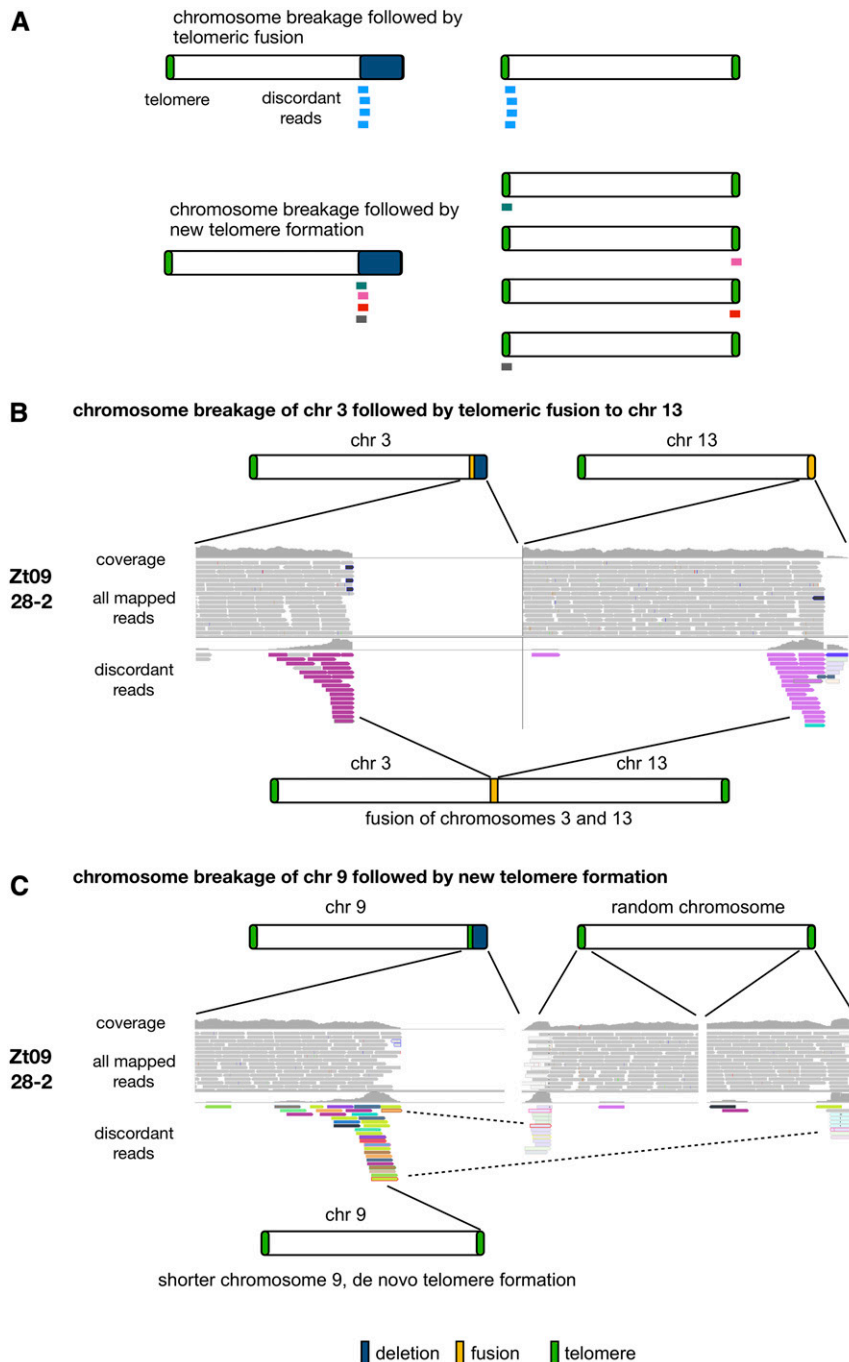 A
chromosome breakage followed by
telomeric fusion
telomere
discordant
reads
chromosome breakage followed by
new telomere formation
B chromosome breakage of chr 3 followed by telomeric fusion to chr 13
chr 3
chr 13
Zt09
28-2
coverage
all mapped
reads
discordant
reads
chr 3
chr 13
fusion of chromosomes 3 and 13
C chromosome breakage of chr 9 followed by new telomere formation
chr 9
random chromosome
Zt09
28-2
coverage
all mapped
reads
discordant
reads
chr 9
shorter chromosome 9, de novo telomere formation
deletion fusion telomere